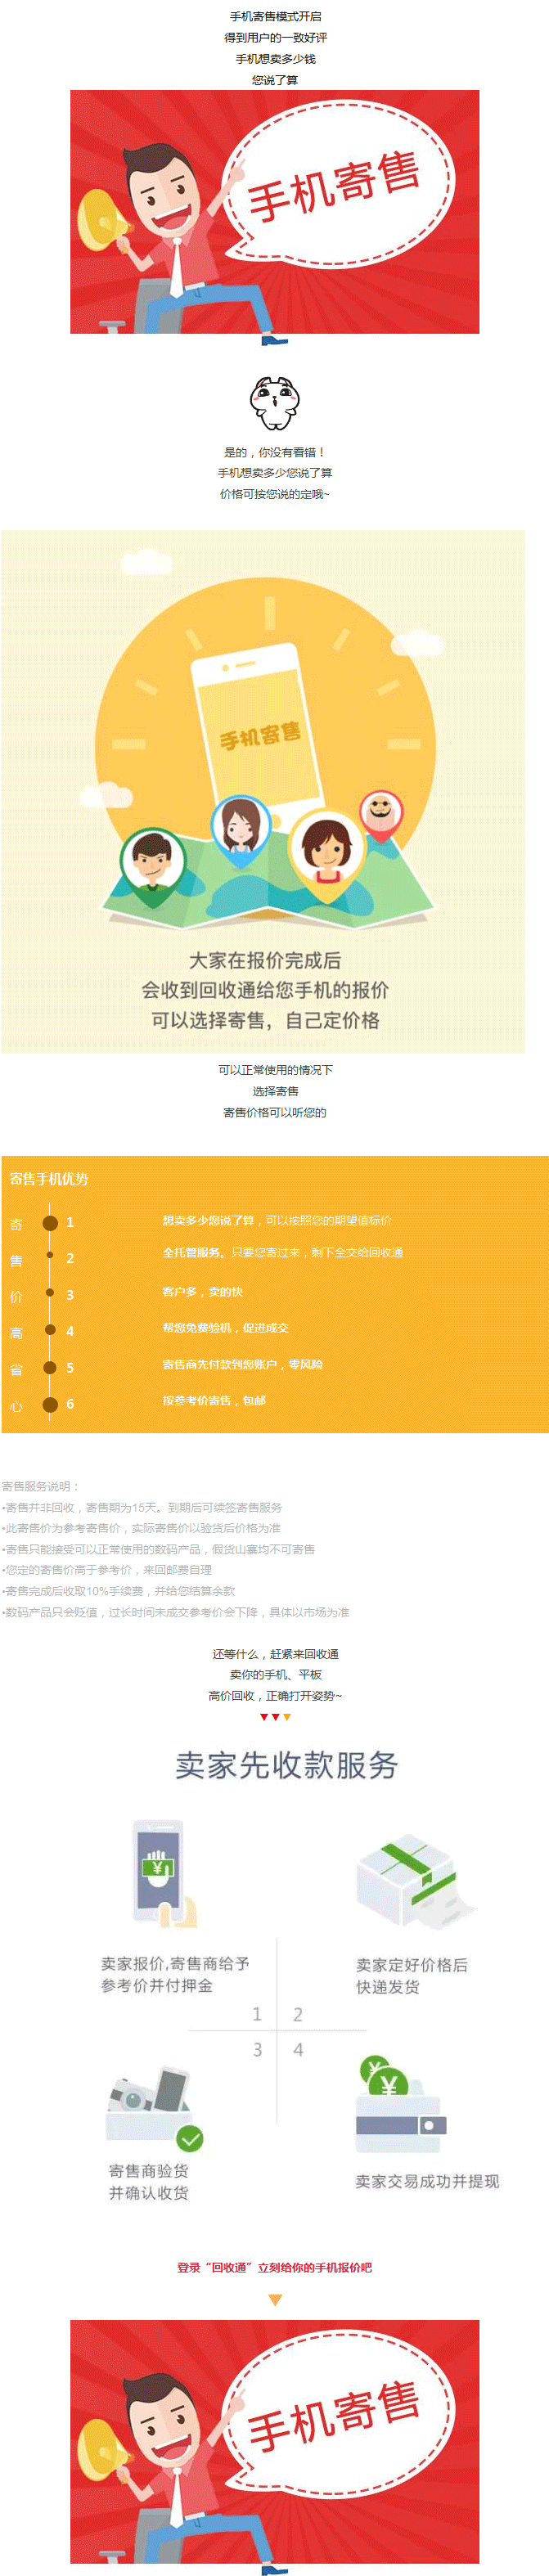 手机寄售模式开启
得到用户的一致好评
手机想卖多少钱
您说了算
手机寄售
是的，你没有看错！
手机想卖多少您说了算
价格可按您说的定哦~
手机寄售
大家在报价完成后
会收到回收通给您手机的报价
可以选择寄售，自己定价格
可以正常使用的情况下
选择寄售
寄售价格可以听您的
寄售手机优势
寄 1 想卖多少您说了算，可以按照您的期望值标价
售 2 全托管服务。只要您寄过来，剩下全交给回收通
价 3 客户多，卖的快
高 4 帮您免费验机，促进成交
省 5 寄售商先付款到您账户，零风险
心 6 按参考价寄售，包邮
寄售服务说明：
•寄售并非回收，寄售期为15天。到期后可续签寄售服务
•此寄售价为参考寄售价，实际寄售价以验货后价格为准
•寄售只能接受可以正常使用的数码产品，假货山寨均不可寄售
•您定的寄售价高于参考价，来回邮费自理
•寄售完成后收取10%手续费，并给您结算余款
•数码产品只会贬值，过长时间未成交参考价会下降，具体以市场为准
还等什么，赶紧来回收通
卖你的手机、平板
高价回收，正确打开姿势~
卖家先收款服务
卖家报价,寄售商给予
参考价并付押金
卖家定好价格后
快递发货
1 2
3 4
寄售商验货
并确认收货
卖家交易成功并提现
登录“回收通”立刻给你的手机报价吧
手机寄售